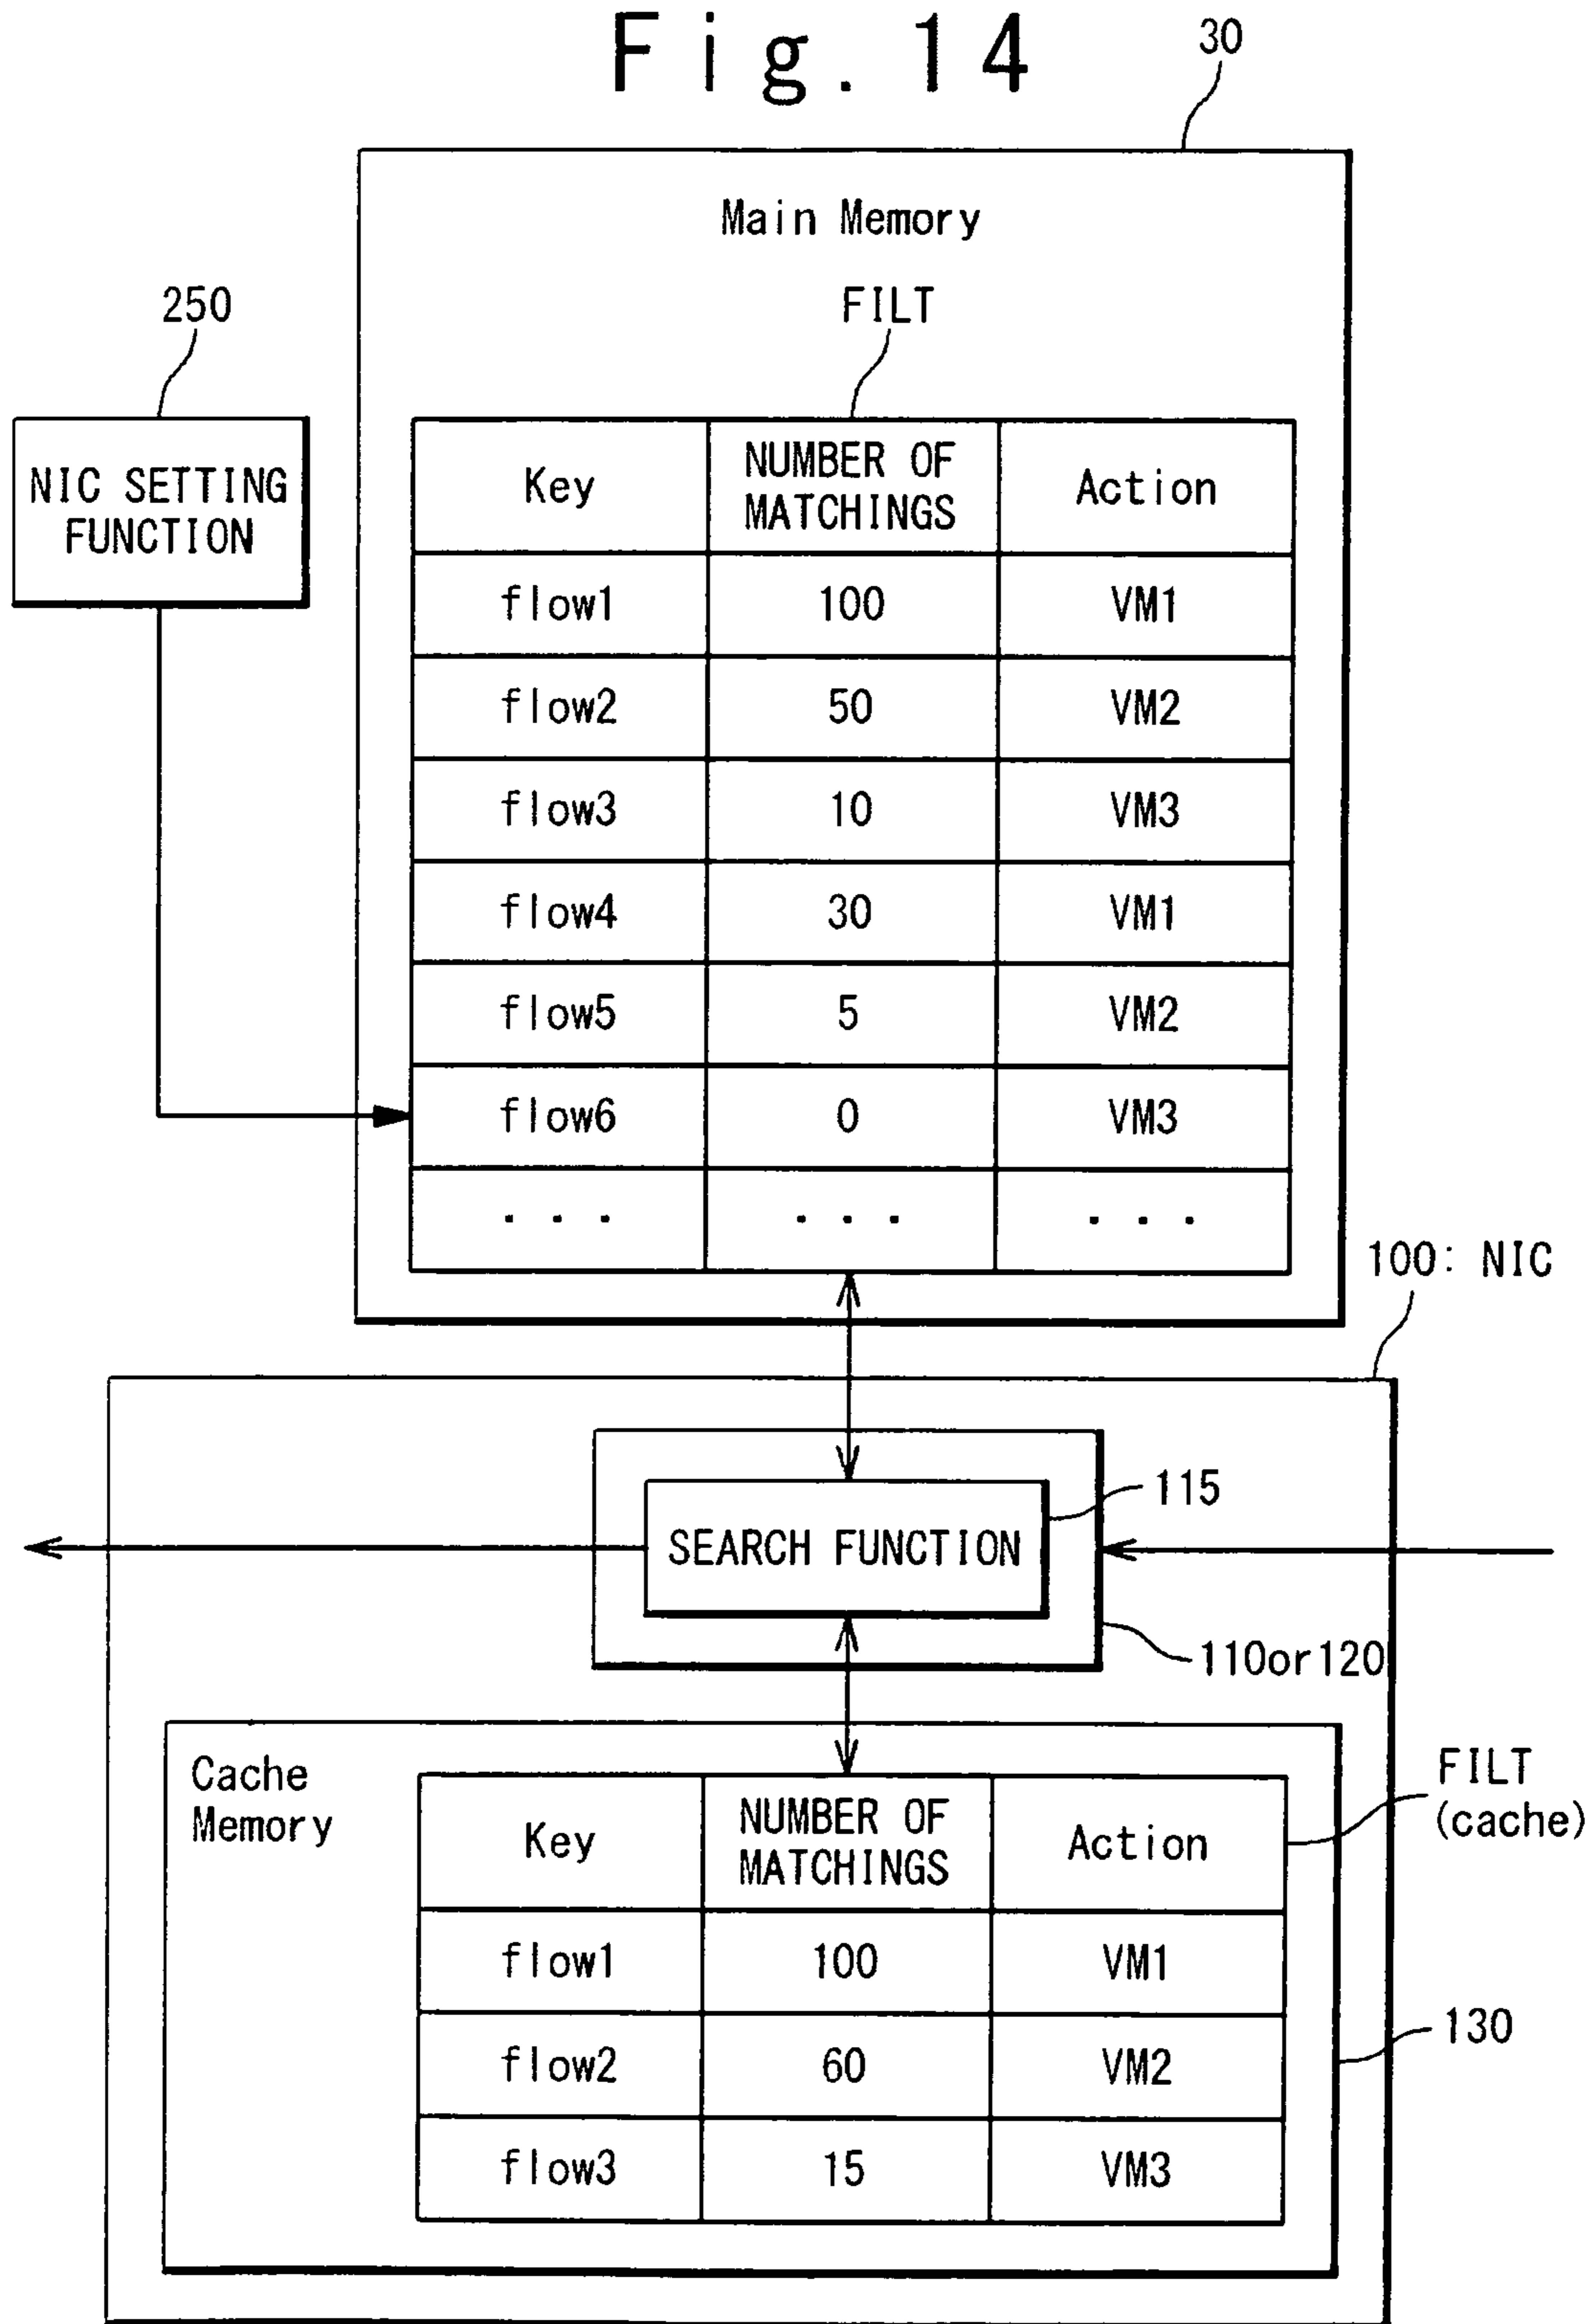 Fig. 14
30
Main Memory
250
FILT
NIC SETTING
FUNCTION
Key NUMBER OF MATCHINGS Action
flow1 100 VM1
flow2 50 VM2
flow3 10 VM3
flow4 30 VM1
flow5 5 VM2
flow6 0 VM3
. . . . . . . . .
100: NIC
115
SEARCH FUNCTION
110or120
Cache
Memory
FILT
(cache)
Key NUMBER OF MATCHINGS Action
flow1 100 VM1
flow2 60 VM2
flow3 15 VM3
130